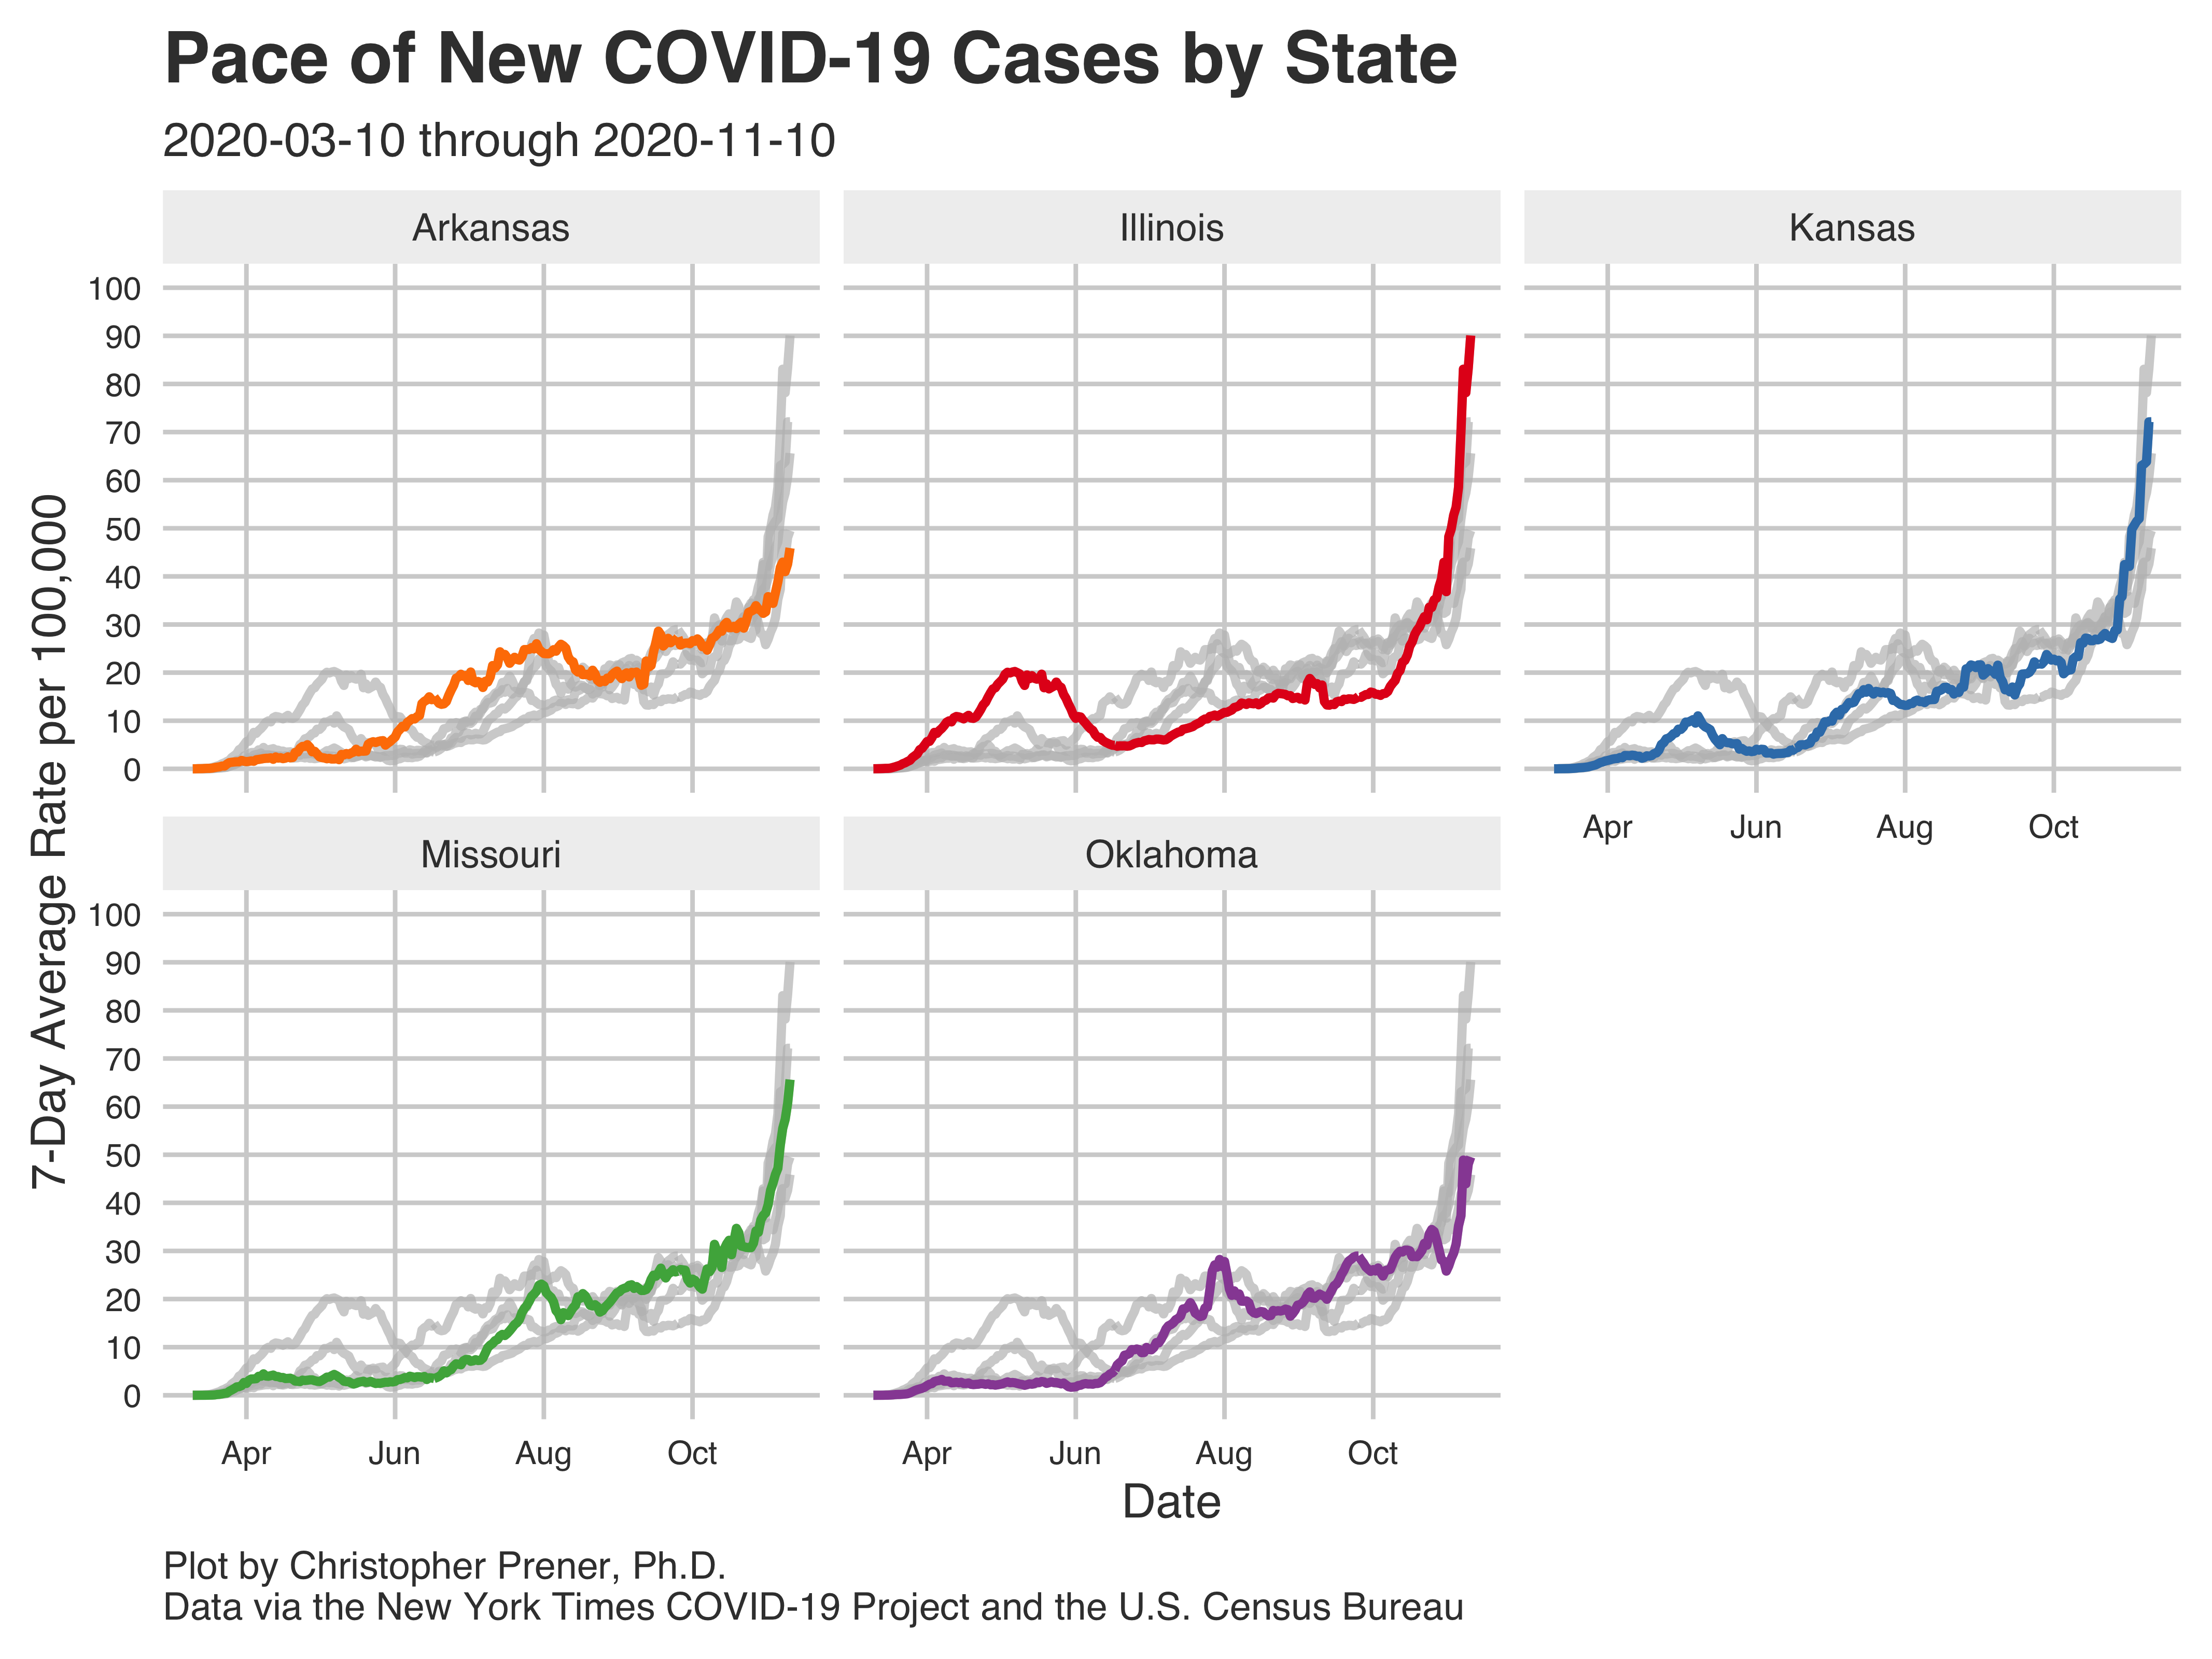 Pace of New COVID-19 Cases by State
2020-03-10 through 2020-11-10
7-Day Average Rate per 100,000
Arkansas
Illinois
Kansas
100
90
80
70
60
50
40
30
20
10
0
Apr Jun Aug Oct
Missouri
Oklahoma
100
90
80
70
60
50
40
30
20
10
0
Apr Jun Aug Oct
Apr Jun Aug Oct
Date
Plot by Christopher Prener, Ph.D.
Data via the New York Times COVID-19 Project and the U.S. Census Bureau